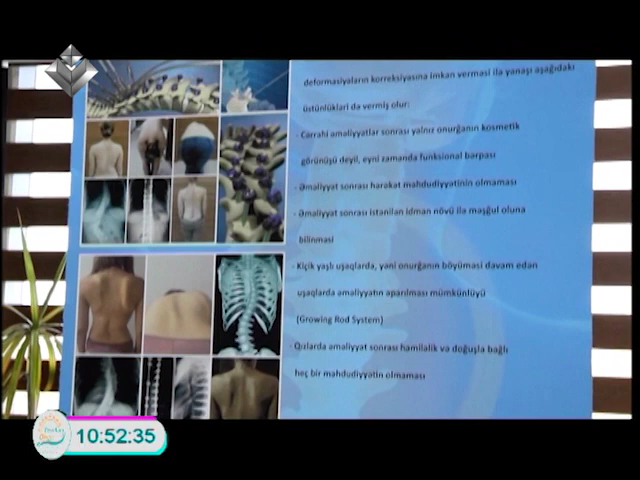 deformasiyaların korreksiyasına imkan verməsi ilə yanaşı aşağıdakı
üstünlükləri də vermiş olur:
- Cərrahi əməliyyatlar sonrası yalnız onurğanın kosmetik
görünüşü deyil, eyni zamanda funksional bərpası
- Əməliyyat sonrası hərəkət məhdudiyyətinin olmaması
- Əməliyyat sonrası istənilən idman növü ilə məşğul oluna
bilinməsi
- Kiçik yaşlı uşaqlarda, yəni onurğanın böyüməsi davam edən
uşaqlarda əməliyyatın aparılması mümkünlüyü
(Growing Rod System)
- Qızlarda əməliyyat sonrası hamiləlik və doğuşla bağlı
heç bir məhdudiyyətin olmaması
10:52:35